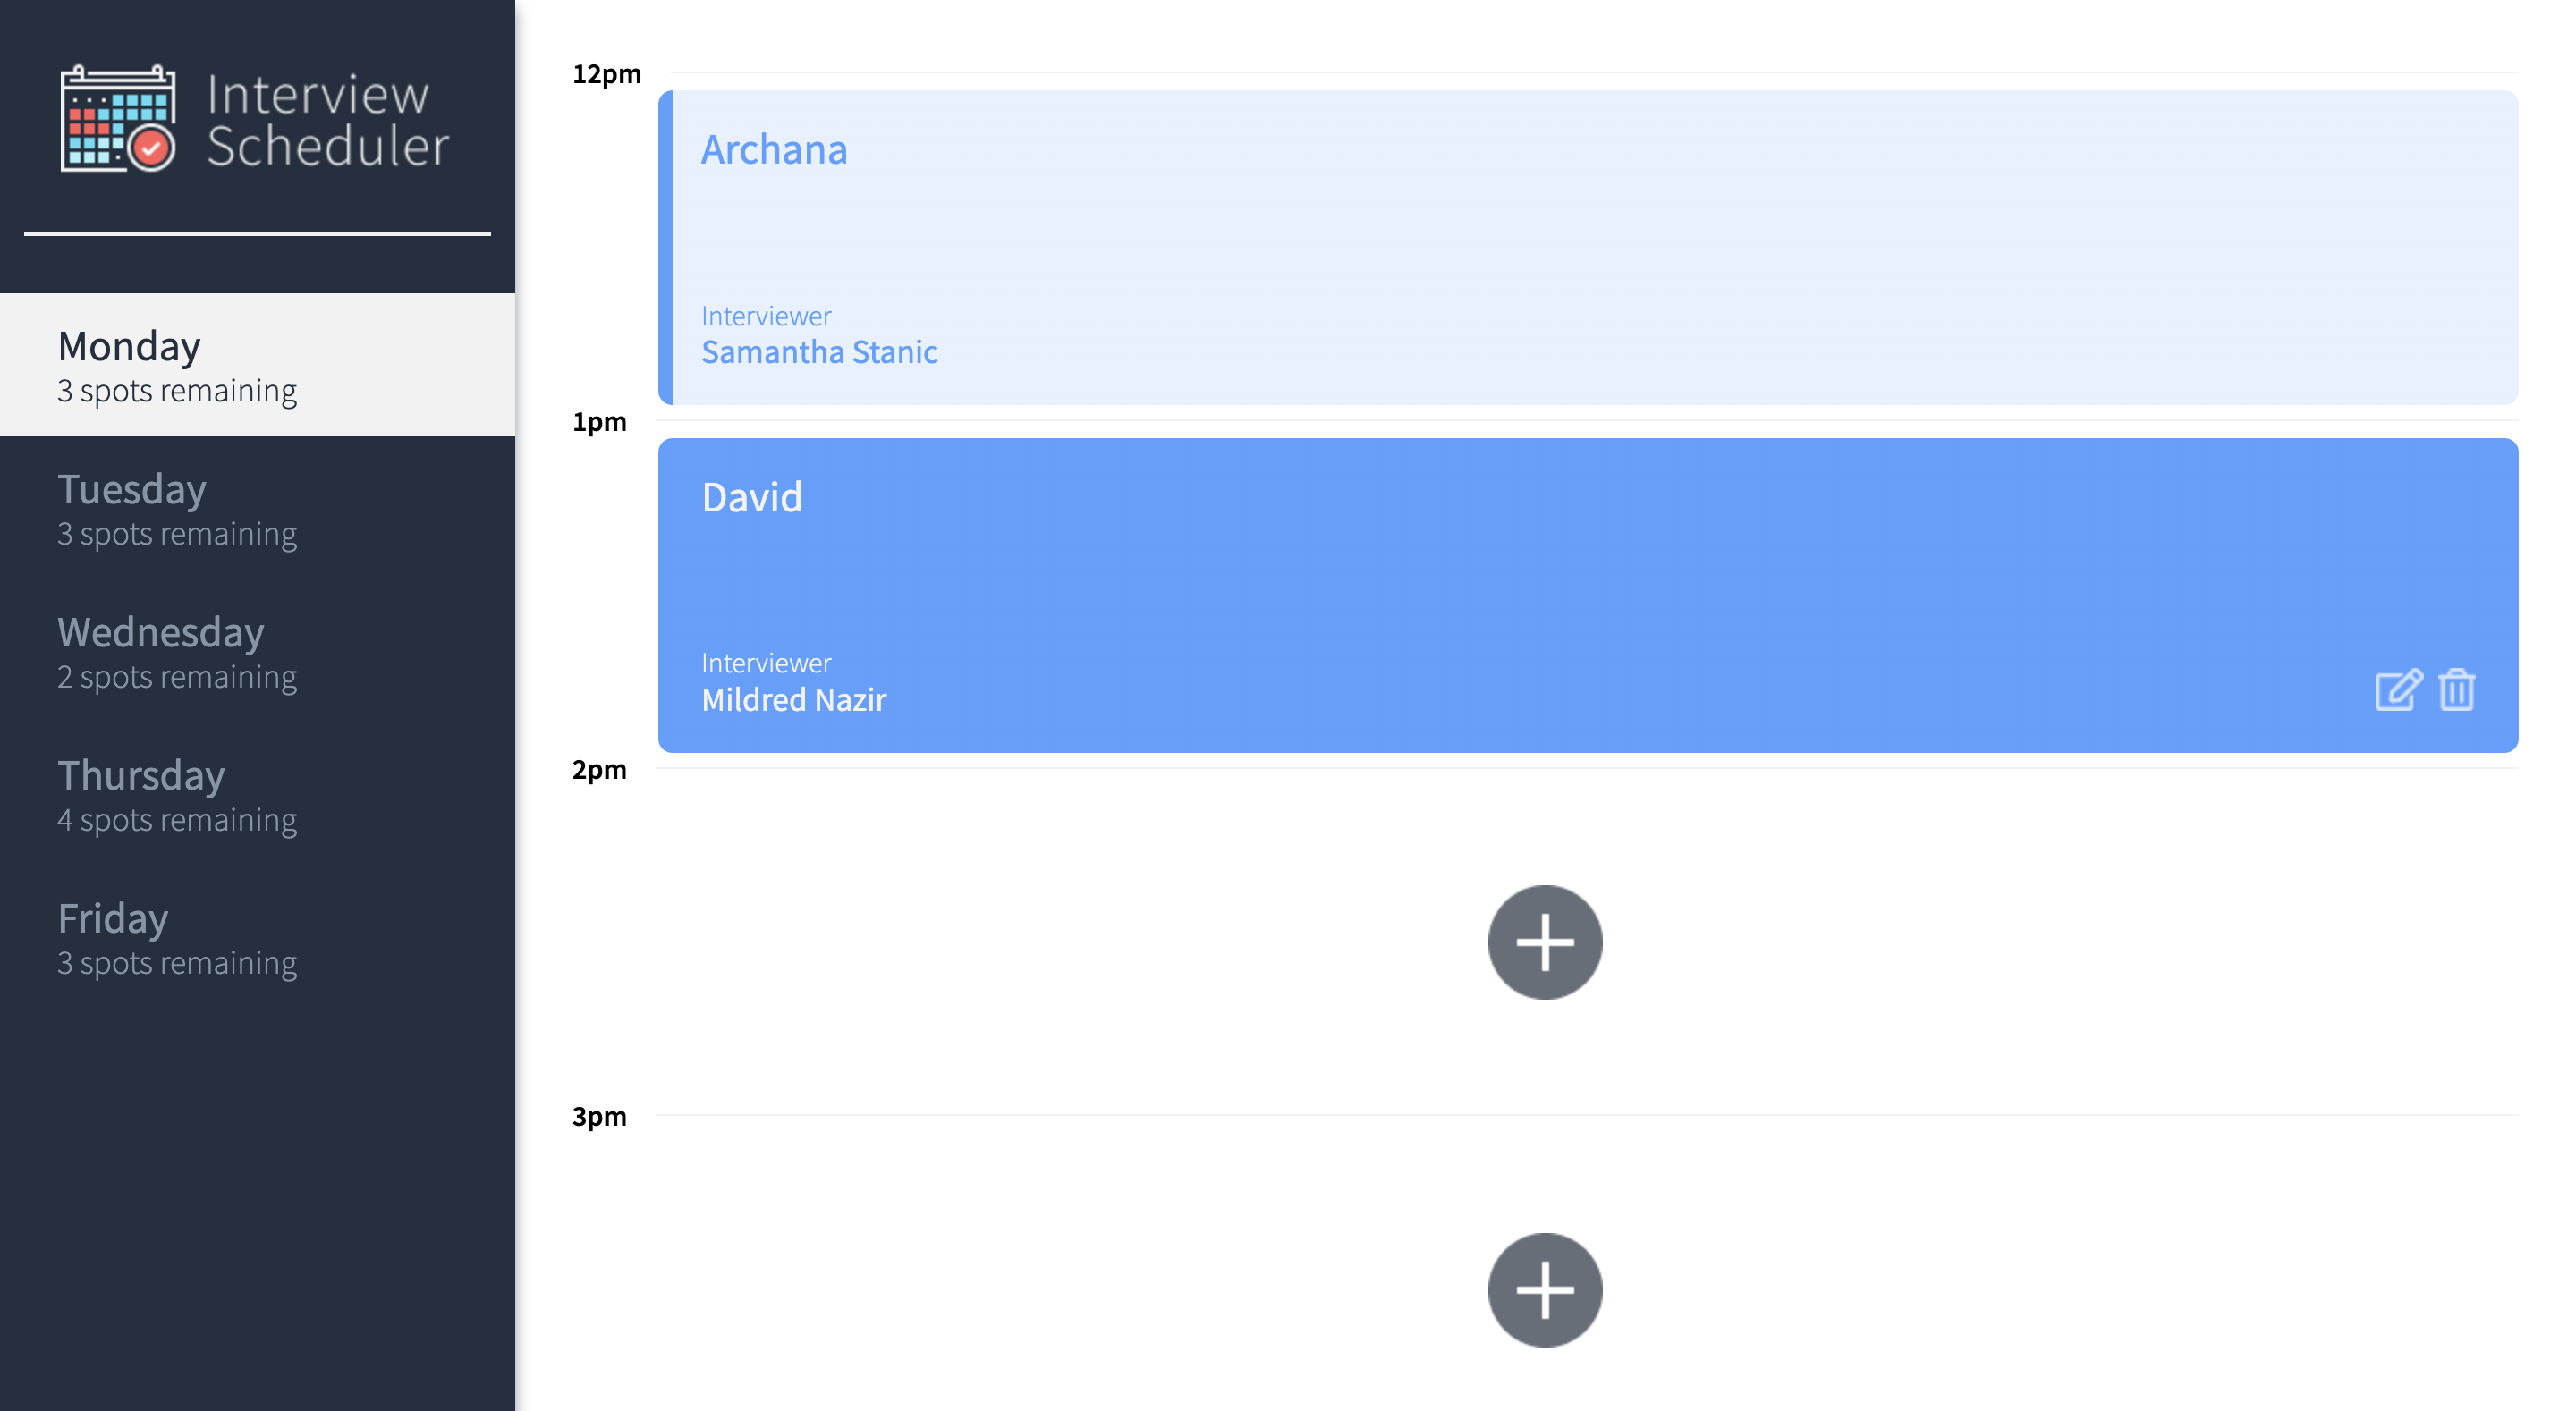 Interview
Scheduler
Monday
3 spots remaining
Tuesday
3 spots remaining
Wednesday
2 spots remaining
Thursday
4 spots remaining
Friday
3 spots remaining
12pm
Archana
Interviewer
Samantha Stanic
1pm
David
Interviewer
Mildred Nazir
2pm
3pm